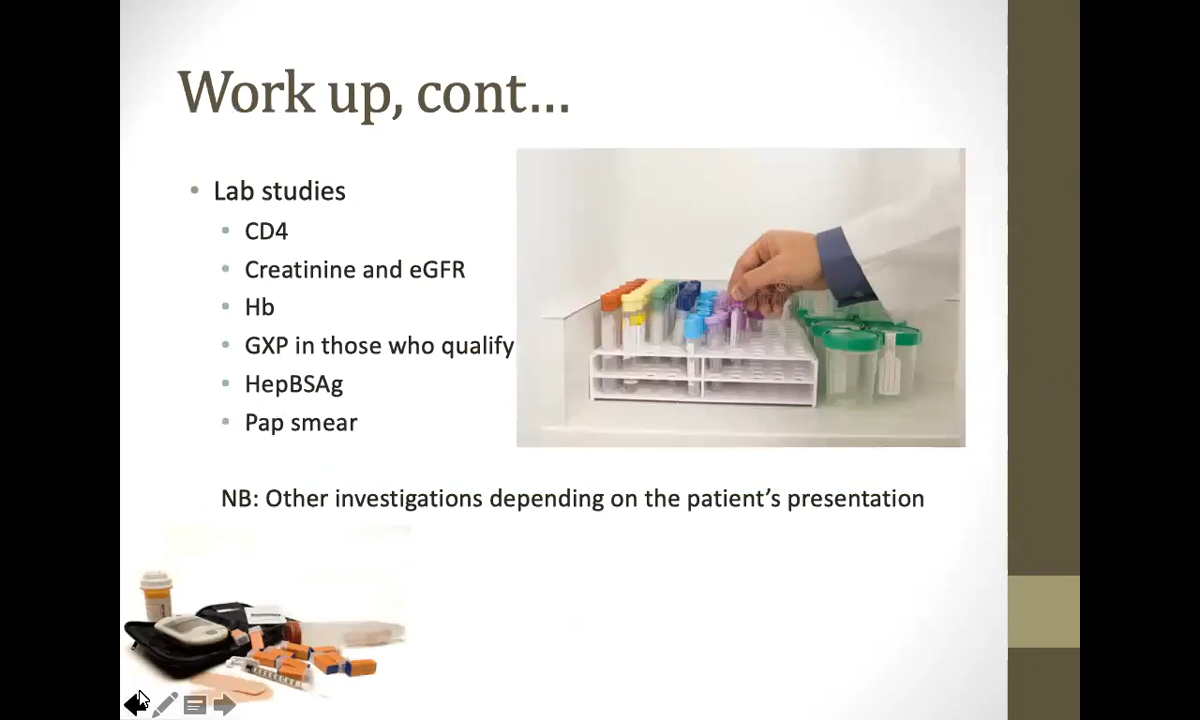 Work up, cont...
• Lab studies
• CD4
• Creatinine and eGFR
• Hb
• GXP in those who qualify
• HepBSAg
• Pap smear
NB: Other investigations depending on the patient's presentation